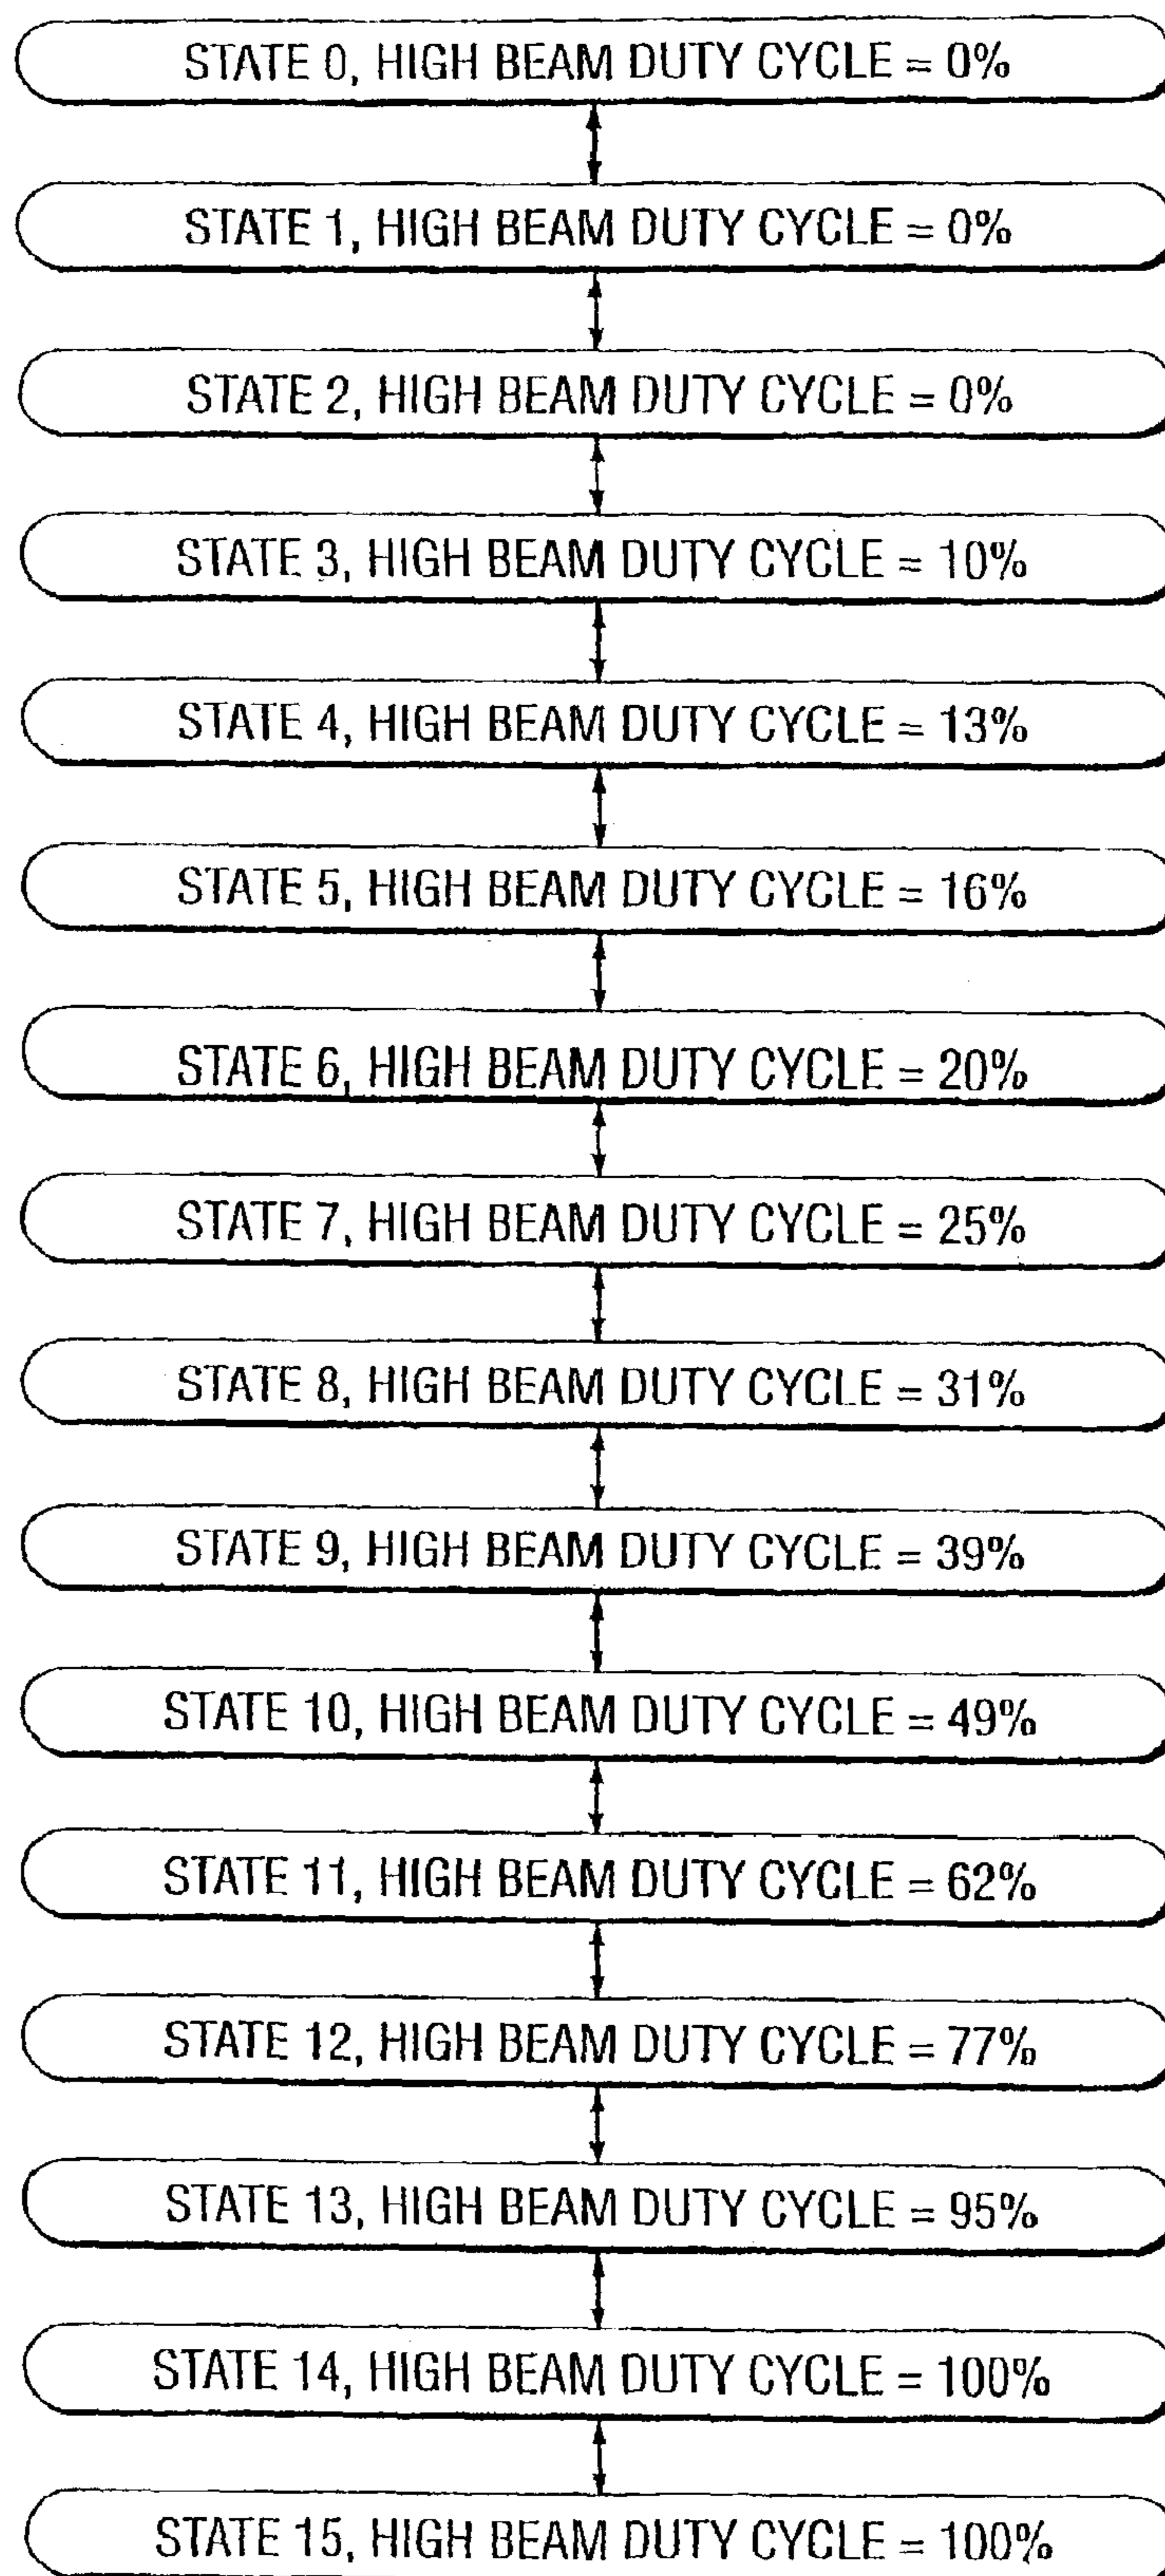 STATE 0, HIGH BEAM DUTY CYCLE = 0%
STATE 1, HIGH BEAM DUTY CYCLE = 0%
STATE 2, HIGH BEAM DUTY CYCLE = 0%
STATE 3, HIGH BEAM DUTY CYCLE = 10%
STATE 4, HIGH BEAM DUTY CYCLE = 13%
STATE 5, HIGH BEAM DUTY CYCLE = 16%
STATE 6, HIGH BEAM DUTY CYCLE = 20%
STATE 7, HIGH BEAM DUTY CYCLE = 25%
STATE 8, HIGH BEAM DUTY CYCLE = 31%
STATE 9, HIGH BEAM DUTY CYCLE = 39%
STATE 10, HIGH BEAM DUTY CYCLE = 49%
STATE 11, HIGH BEAM DUTY CYCLE = 62%
STATE 12, HIGH BEAM DUTY CYCLE = 77%
STATE 13, HIGH BEAM DUTY CYCLE = 95%
STATE 14, HIGH BEAM DUTY CYCLE = 100%
STATE 15, HIGH BEAM DUTY CYCLE = 100%